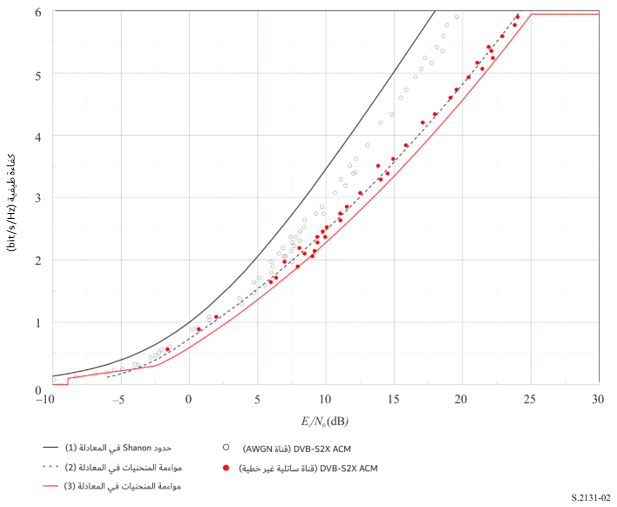 6
5
4
3
2
1
0
كفاءة طيفية (bit/s/Hz)
–10 –5 0 5 10 15 20 25 30
Es/N0 (dB)
حدود Shanon في المعادلة (1)
مواءمة المنحنيات في المعادلة (2)
مواءمة المنحنيات في المعادلة (3)
DVB-S2X ACM (قناة AWGN)
DVB-S2X ACM (قناة ساتلية غير خطية)
S.2131-02